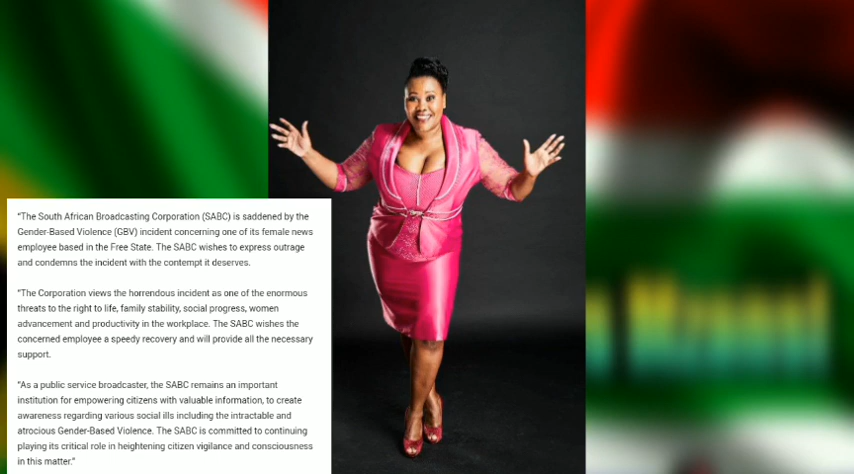 "The South African Broadcasting Corporation (SABC) is saddened by the
Gender-Based Violence (GBV) incident concerning one of its female news
employee based in the Free State. The SABC wishes to express outrage
and condemns the incident with the contempt it deserves.
"The Corporation views the horrendous incident as one of the enormous
threats to the right to life, family stability, social progress, women
advancement and productivity in the workplace. The SABC wishes the
concerned employee a speedy recovery and will provide all the necessary
support.
"As a public service broadcaster, the SABC remains an important
institution for empowering citizens with valuable information, to create
awareness regarding various social ills including the intractable and
atrocious Gender-Based Violence. The SABC is committed to continuing
playing its critical role in heightening citizen vigilance and consciousness
in this matter."